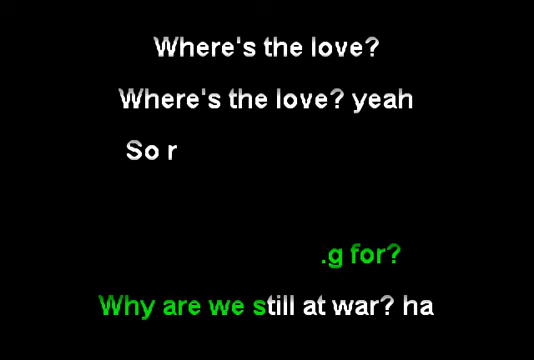 Where's the love?
Where's the love? yeah
So r
.g for?
Why are we still at war? ha